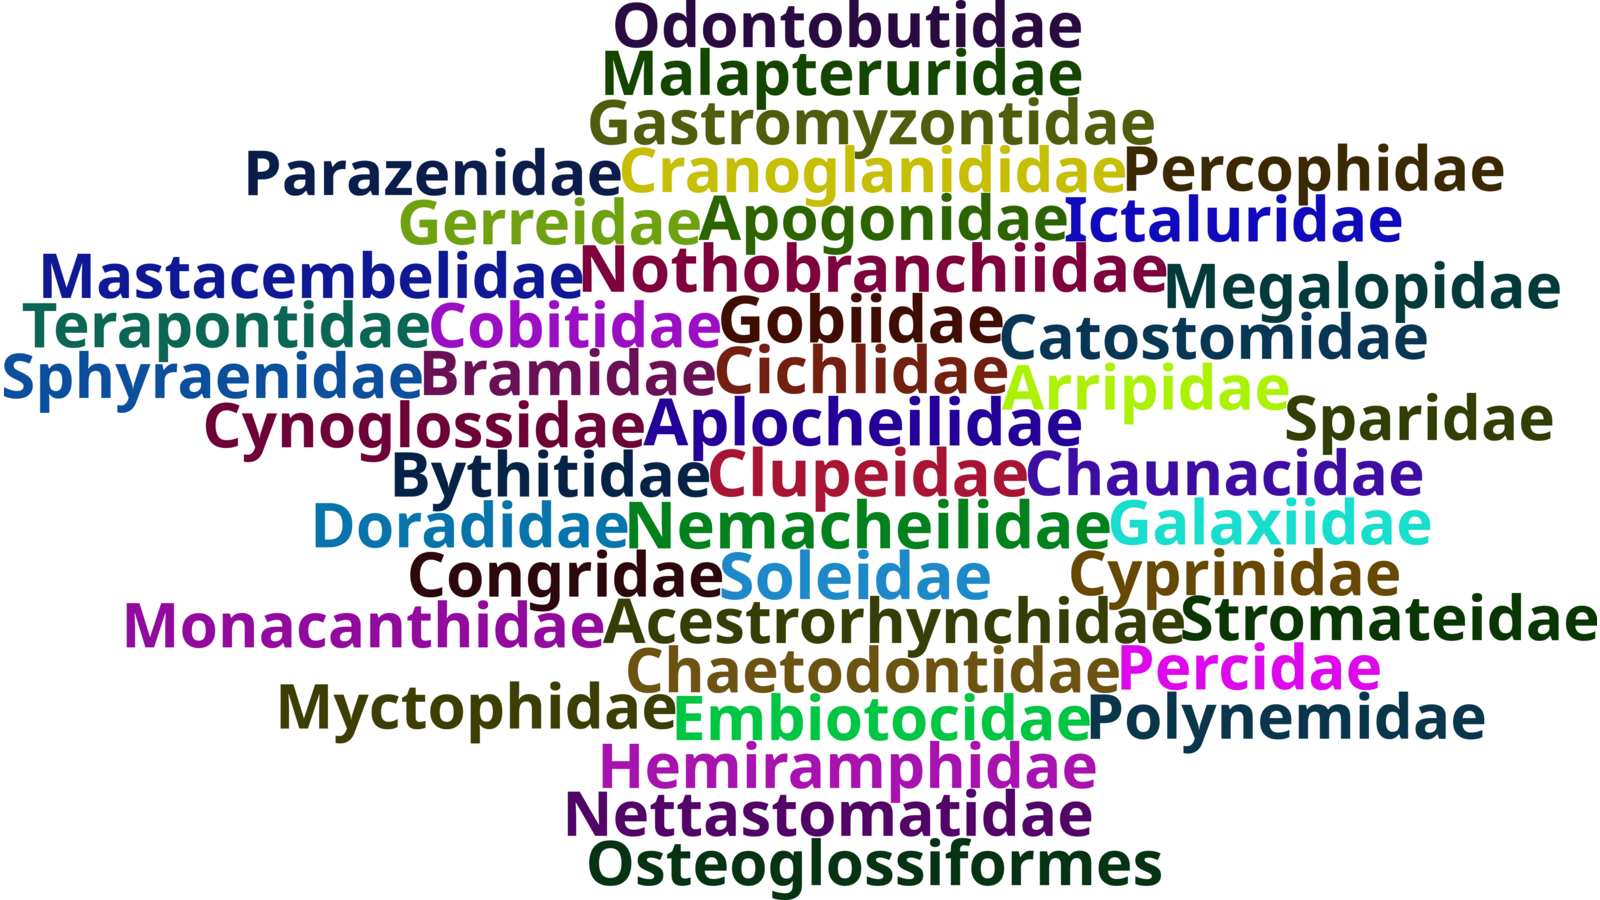 Odontobutidae
Malapteruridae
Gastromyzontidae
Parazenidae Cranoglanididae Percophidae
Gerreidae Apogonidae Ictaluridae
Mastacembelidae Nothobranchiidae Megalopidae
Terapontidae Cobitidae Gobiidae Catostomidae
Sphyraenidae Bramidae Cichlidae Arripidae
Cynoglossidae Aplocheilidae Sparidae
Bythitidae Clupeidae Chaunacidae
Doradidae Nemacheilidae Galaxiidae
Congridae Soleidae Cyprinidae
Monacanthidae Acestrorhynchidae Stromateidae
Chaetodontidae Percidae
Myctophidae Embiotocidae Polynemidae
Hemiramphidae
Nettastomatidae
Osteoglossiformes